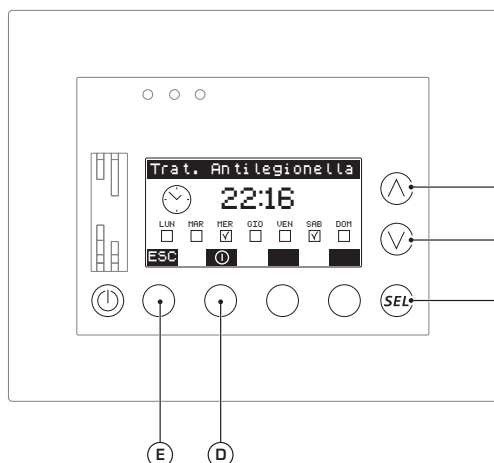 Trat. Antilegionella
22:16
LUN MAR MER GIO VEN SAB DOM
ESC
SEL
E D